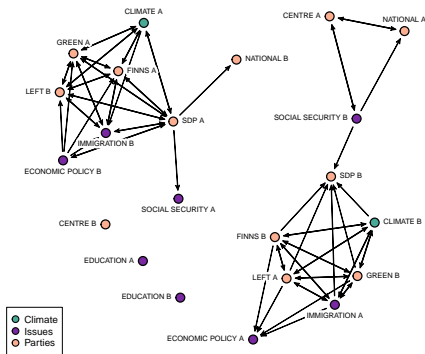 CLIMATE A
CENTRE A
NATIONAL A
GREEN A
NATIONAL B
FINNS A
LEFT B
SDP A
SOCIAL SECURITY B
IMMIGRATION B
ECONOMIC POLICY B
SDP B
SOCIAL SECURITY A
CENTRE B
CLIMATE B
FINNS B
EDUCATION A
LEFT A
GREEN B
EDUCATION B
IMMIGRATION A
Climate
Issues
Parties
ECONOMIC POLICY A